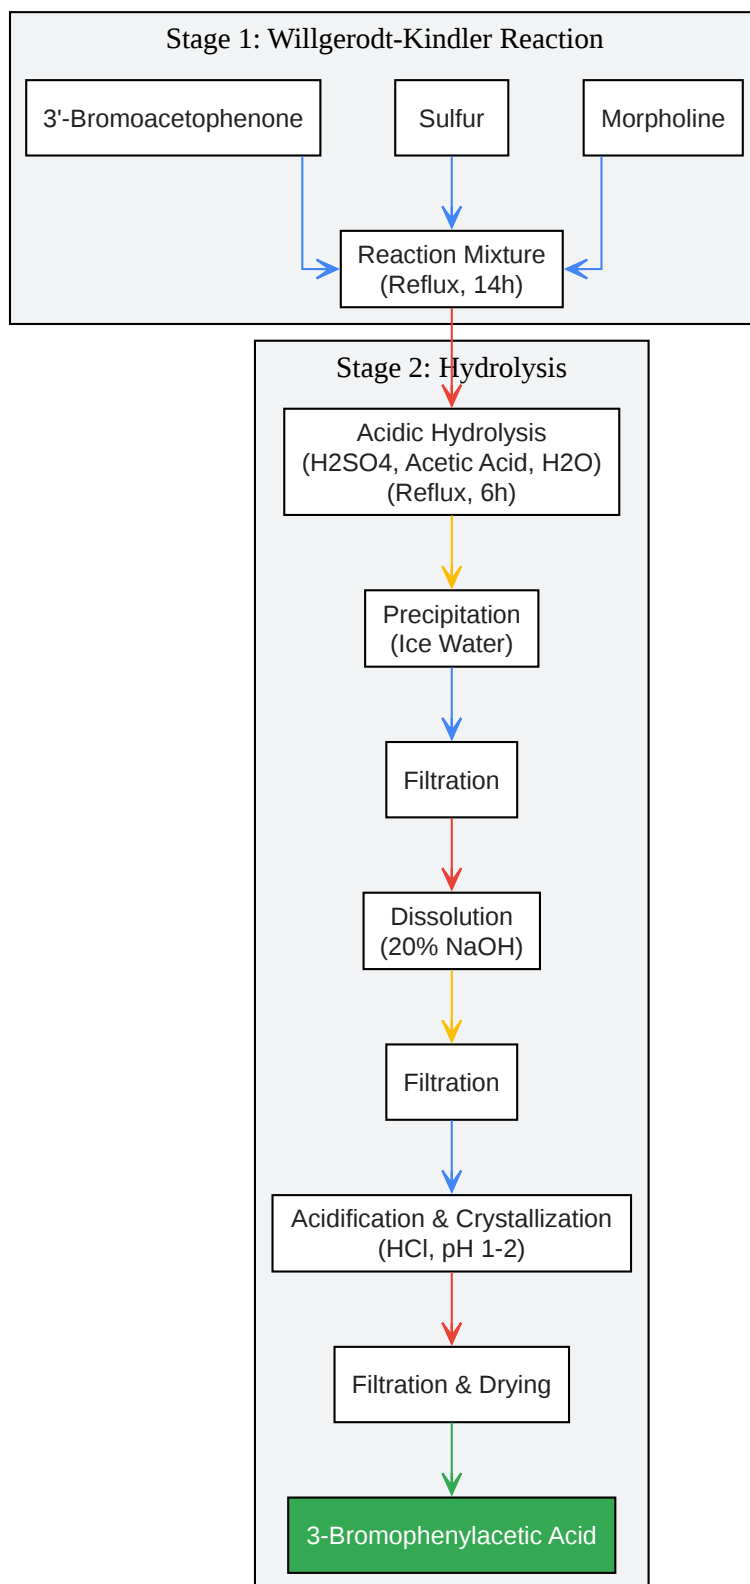 Stage 1: Willgerodt-Kindler Reaction
3'-Bromoacetophenone
Sulfur
Morpholine
Reaction Mixture
(Reflux, 14h)
Stage 2: Hydrolysis
Acidic Hydrolysis
(H2SO4, Acetic Acid, H2O)
(Reflux, 6h)
Precipitation
(Ice Water)
Filtration
Dissolution
(20% NaOH)
Filtration
Acidification & Crystallization
(HCl, pH 1-2)
Filtration & Drying
3-Bromophenylacetic Acid